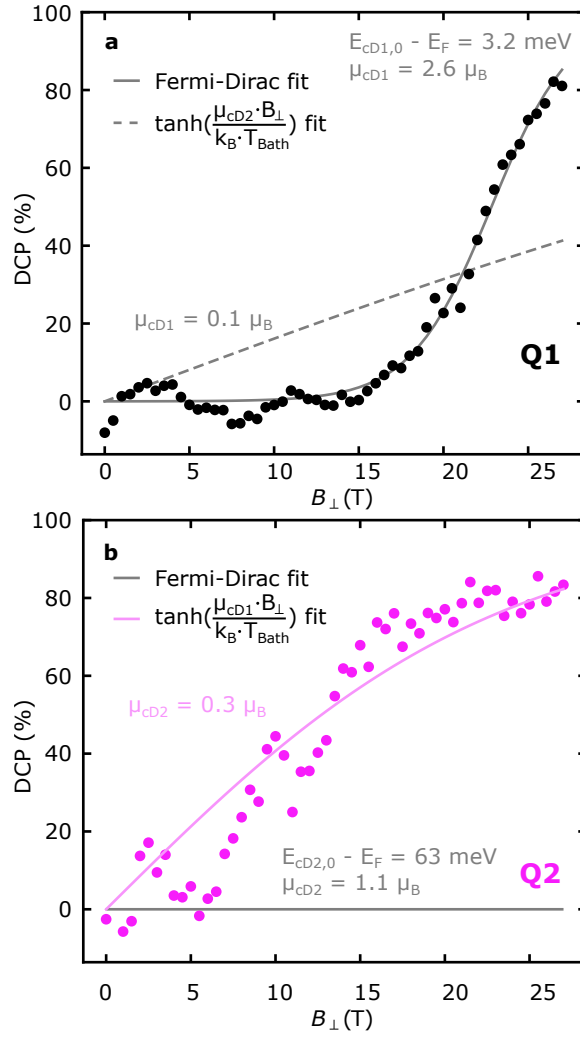 a
E_cD1,0 - E_F = 3.2 meV
μ_cD1 = 2.6 μ_B
Fermi-Dirac fit
tanh(μ_cD2·B_⊥ / k_B·T_Bath) fit
μ_cD1 = 0.1 μ_B
Q1
DCP (%)
100
80
60
40
20
0
0 5 10 15 20 25
B_⊥(T)
b
Fermi-Dirac fit
tanh(μ_cD1·B_⊥ / k_B·T_Bath) fit
μ_cD2 = 0.3 μ_B
E_cD2,0 - E_F = 63 meV
μ_cD2 = 1.1 μ_B
Q2
DCP (%)
100
80
60
40
20
0
0 5 10 15 20 25
B_⊥(T)